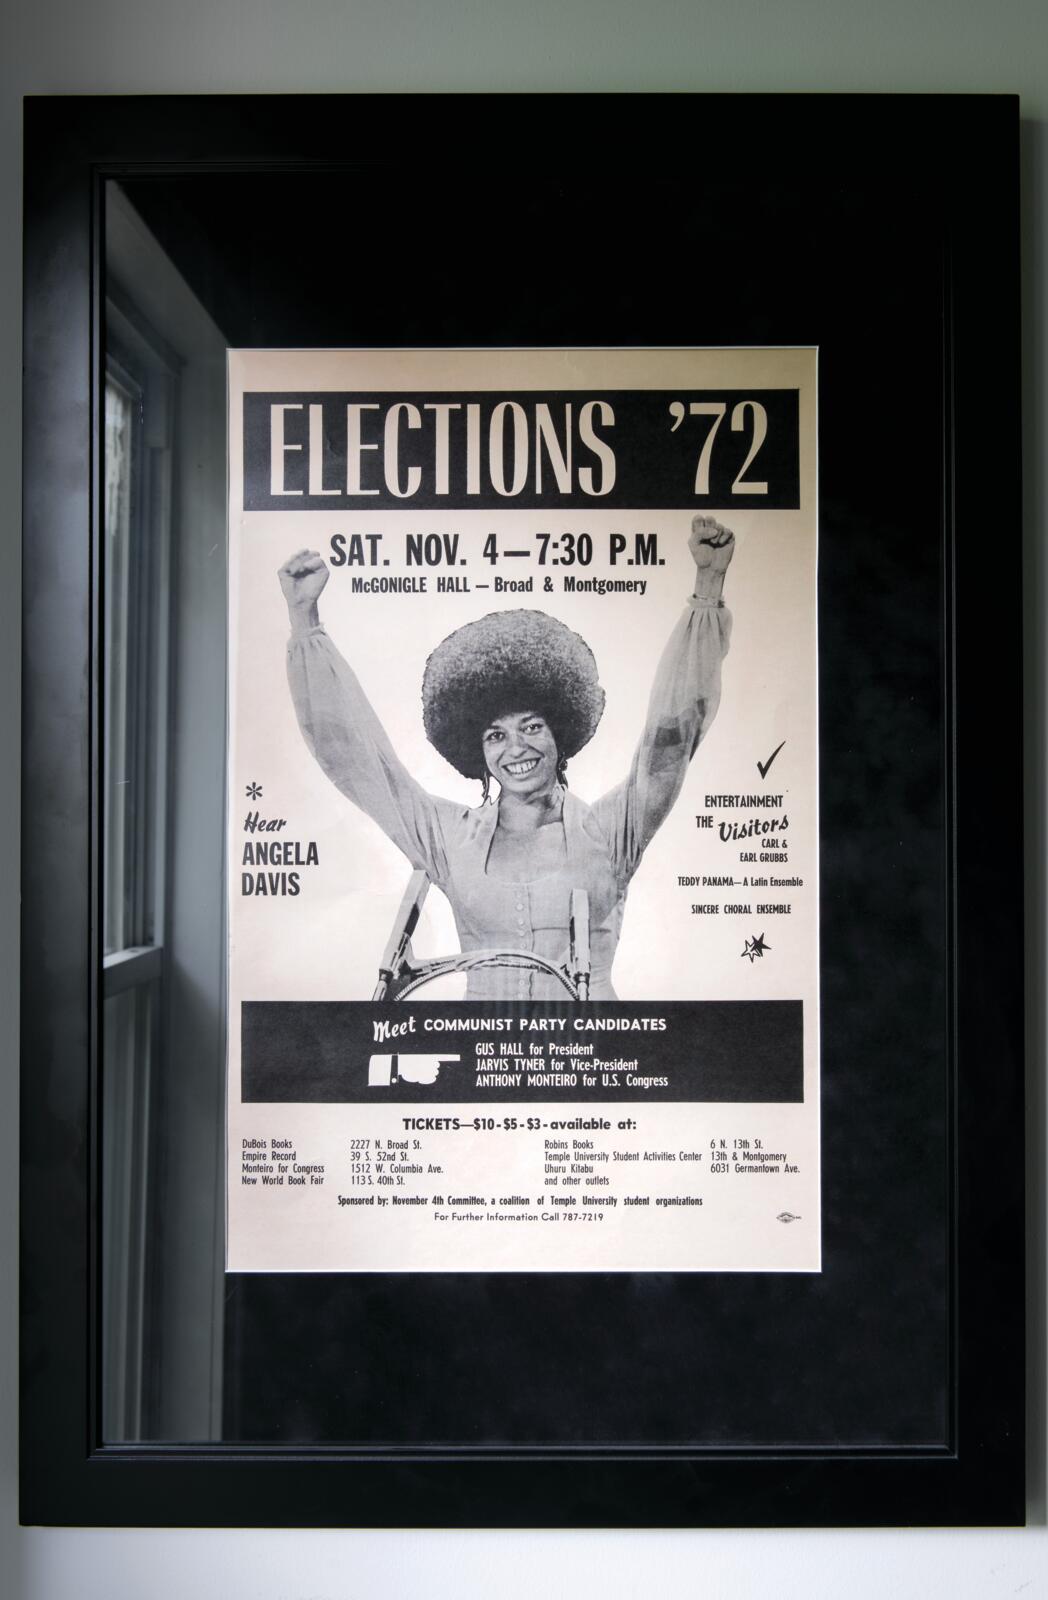 ELECTIONS '72
SAT. NOV. 4—7:30 P.M.
McGONIGLE HALL — Broad & Montgomery
*
Hear
ANGELA
DAVIS
ENTERTAINMENT
THE Visitors
CARL &
EARL GRUBBS
TEDDY PANAMA—A Latin Ensemble
SINCERE CHORAL ENSEMBLE
Meet COMMUNIST PARTY CANDIDATES
GUS HALL for President
JARVIS TYNER for Vice-President
ANTHONY MONTEIRO for U.S. Congress
TICKETS—$10-$5-$3-available at:
DuBois Books 2227 N. Broad St.
Empire Record 39 S. 52nd St.
Monteiro for Congress 1512 W. Columbia Ave.
New World Book Fair 113 S. 40th St.
Robins Books 6 N. 13th St.
Temple University Student Activities Center 13th & Montgomery
Uhuru Kitabu 6031 Germantown Ave.
and other outlets
Sponsored by: November 4th Committee, a coalition of Temple University student organizations
For Further Information Call 787-7219